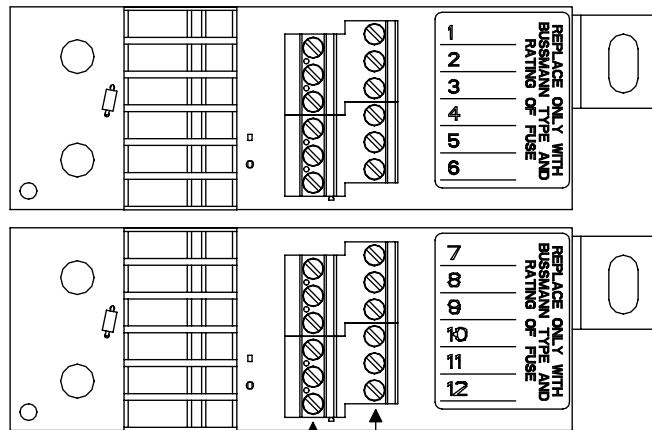 1
2
3
4
5
6
REPLACE ONLY WITH
BUSSMANN TYPE AND
RATING OF FUSE
7
8
9
10
11
12
REPLACE ONLY WITH
BUSSMANN TYPE AND
RATING OF FUSE